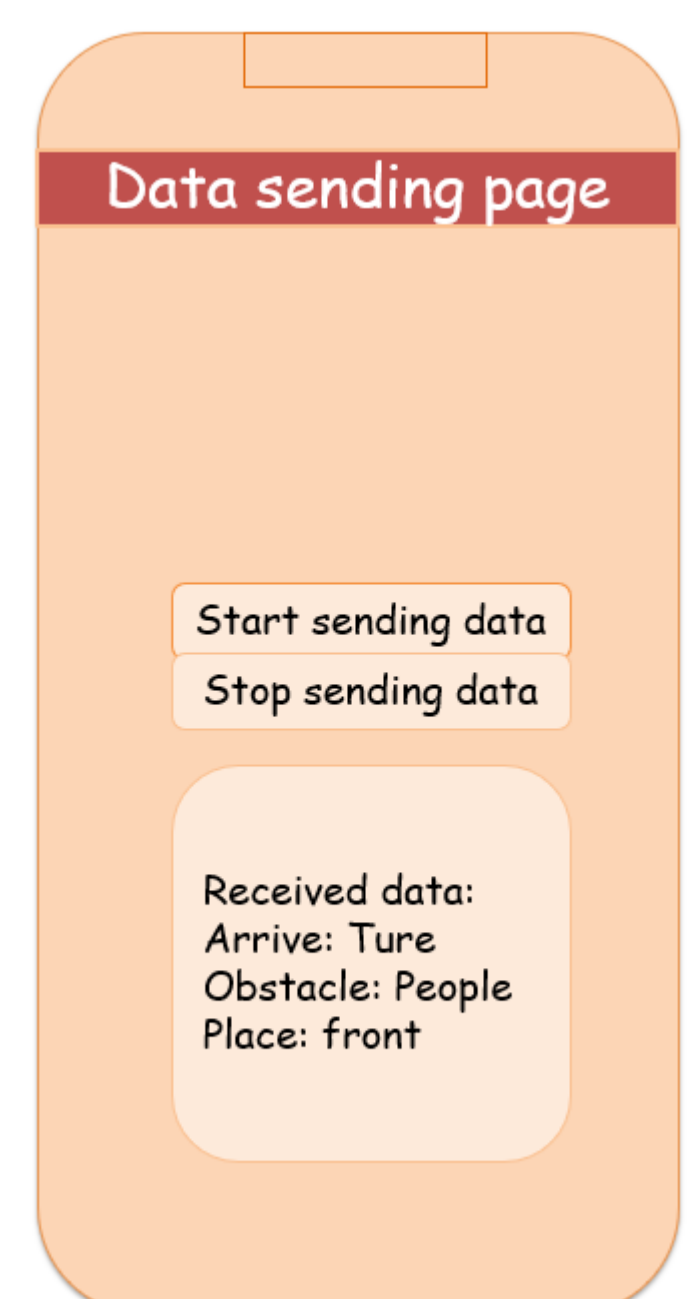 Data sending page
Start sending data
Stop sending data
Received data:
Arrive: Ture
Obstacle: People
Place: front